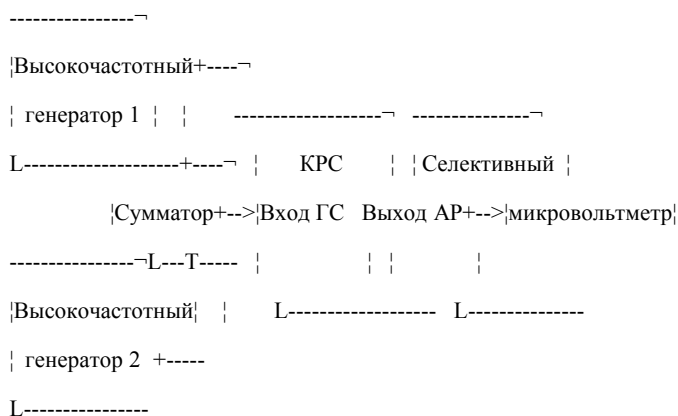 ----------------¬
¦Высокочастотный+----¬
¦ генератор 1 ¦ ¦ -------------------¬ ---------------¬
L--------------------+----¬ ¦ КРС ¦ ¦ Селективный ¦
¦Сумматор+-->¦Вход ГС Выход АР+-->¦микровольтметр¦
----------------¬L---T----- ¦ ¦ ¦ ¦
¦Высокочастотный¦ ¦ L------------------- L---------------
¦ генератор 2 +-----
L----------------